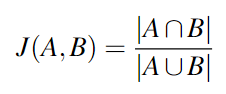 J(A,B) = |A∩B| / |A∪B|